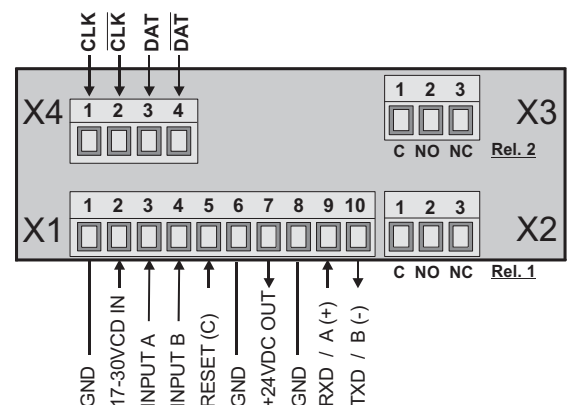 CLK C̅L̅K̅ DAT D̅A̅T̅
X4 1 2 3 4
1 2 3 X3
C NO NC Rel. 2
X1 1 2 3 4 5 6 7 8 9 10
1 2 3 X2
C NO NC Rel. 1
GND
17-30VCD IN
INPUT A
INPUT B
RESET (C)
GND
+24VDC OUT
GND
RXD / A (+)
TXD / B (-)